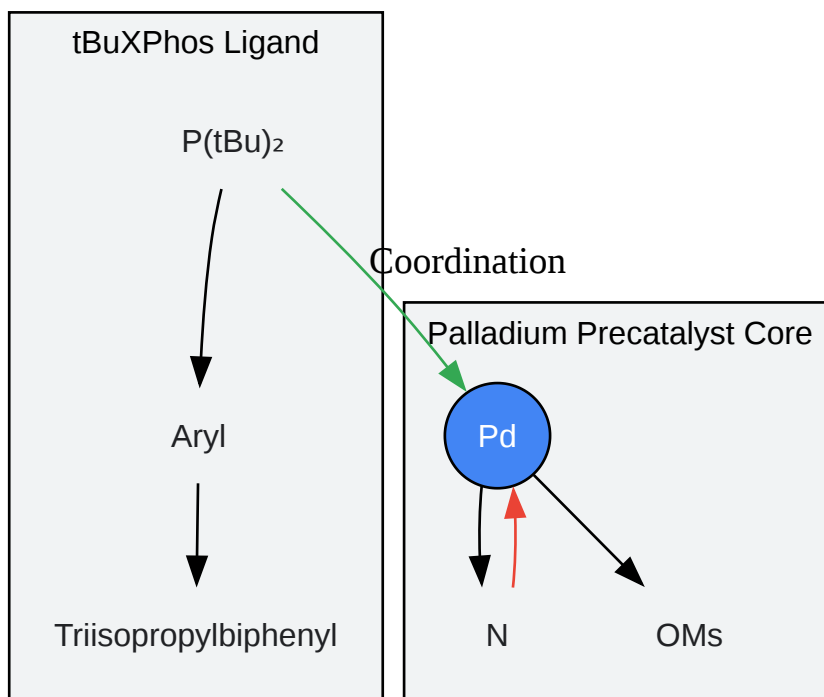 tBuXPhos Ligand
P(tBu)₂
Coordination
Palladium Precatalyst Core
Aryl
Pd
Triisopropylbiphenyl
N
OMs